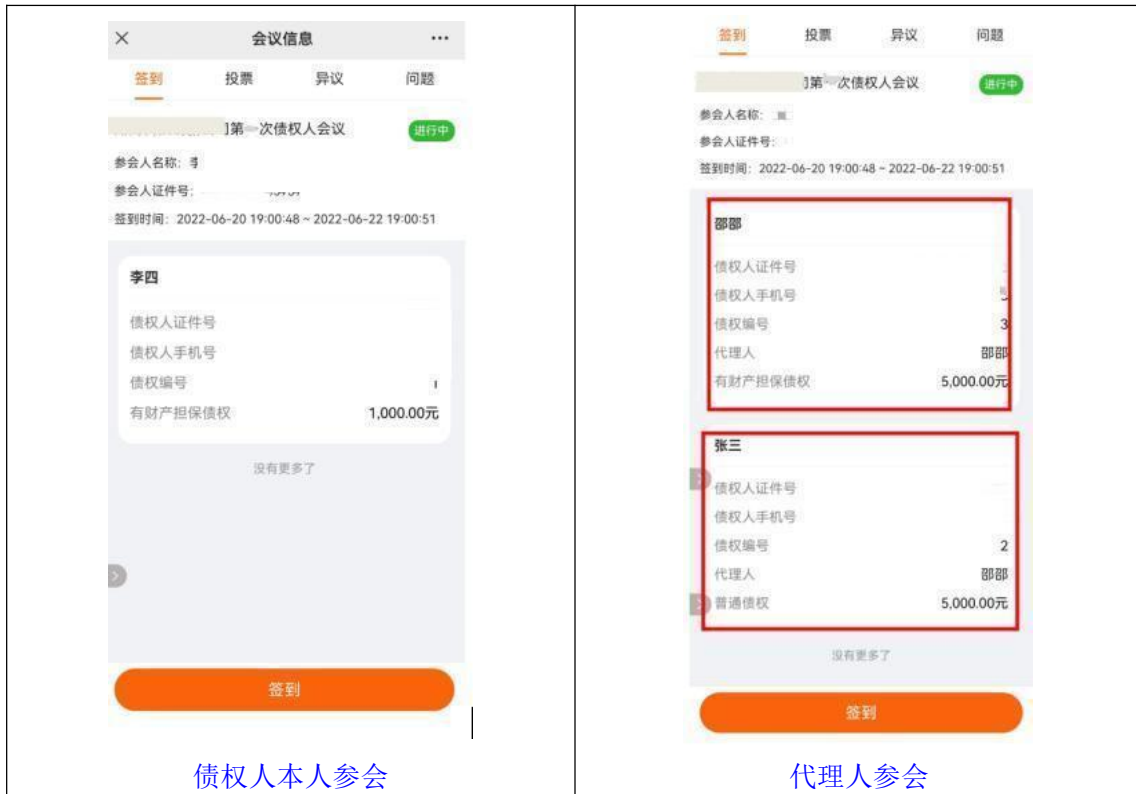 会议信息
签到 投票 异议 问题
第一次债权人会议 进行中
参会人名称:
参会人证件号:
签到时间: 2022-06-20 19:00:48 ~ 2022-06-22 19:00:51
李四
债权人证件号
债权人手机号
债权编号
有财产担保债权 1,000.00元
没有更多了
签到
债权人本人参会
签到 投票 异议 问题
第一次债权人会议 进行中
参会人名称:
参会人证件号:
签到时间: 2022-06-20 19:00:48 ~ 2022-06-22 19:00:51
邵邵
债权人证件号
债权人手机号
债权编号 3
代理人 邵邵
有财产担保债权 5,000.00元
张三
债权人证件号
债权人手机号
债权编号 2
代理人 邵邵
普通债权 5,000.00元
没有更多了
签到
代理人参会